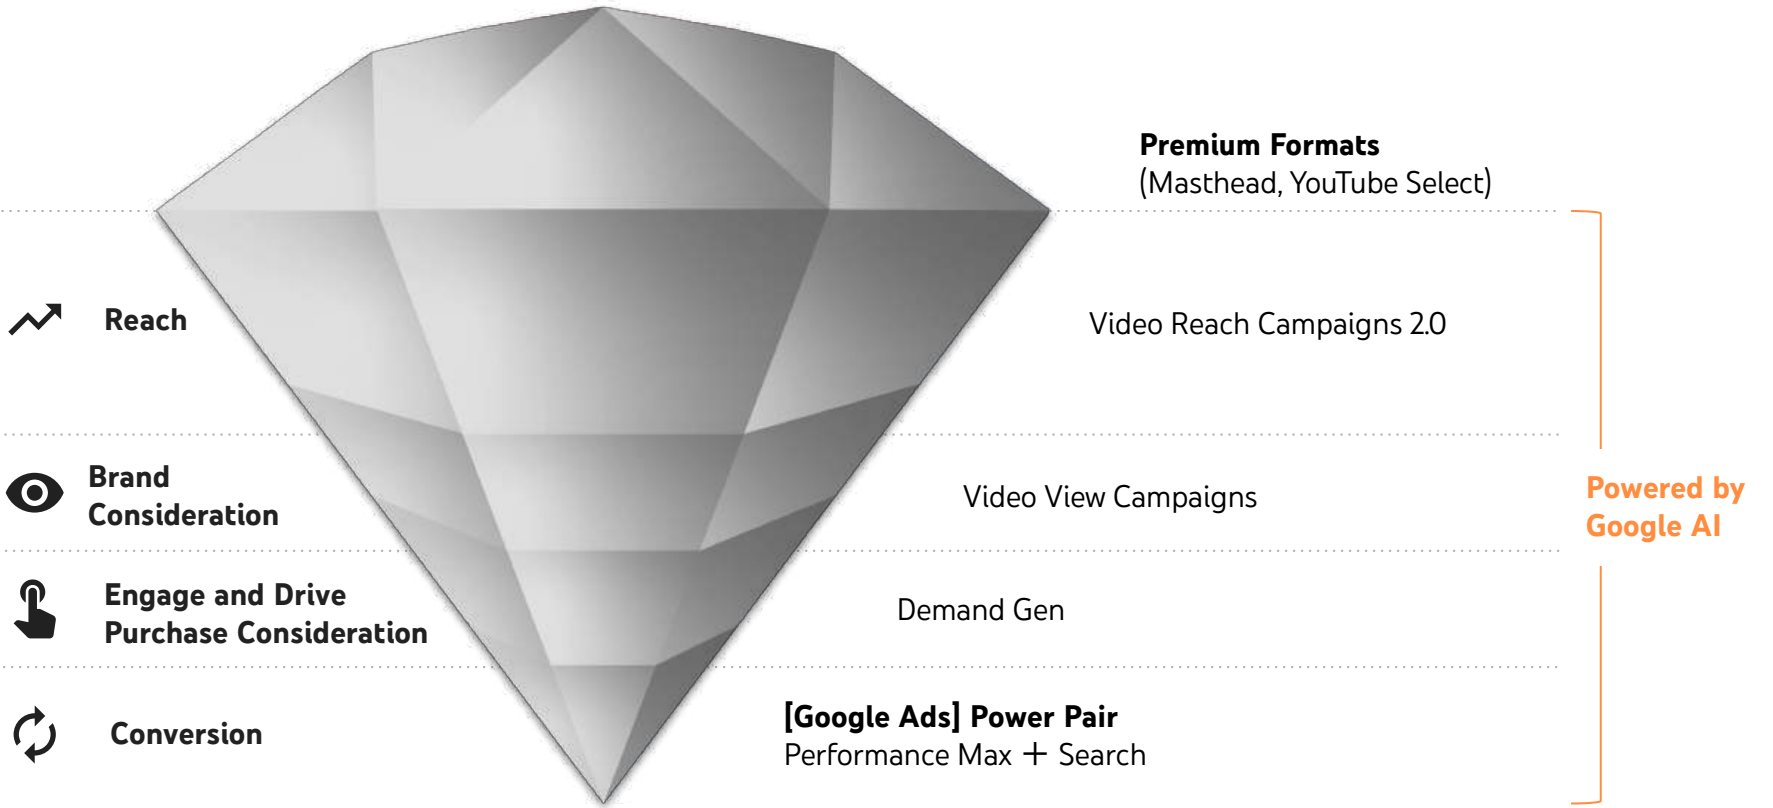 Premium Formats
(Masthead, YouTube Select)
Reach
Video Reach Campaigns 2.0
Brand
Consideration
Video View Campaigns
Powered by
Google AI
Engage and Drive
Purchase Consideration
Demand Gen
Conversion
[Google Ads] Power Pair
Performance Max + Search